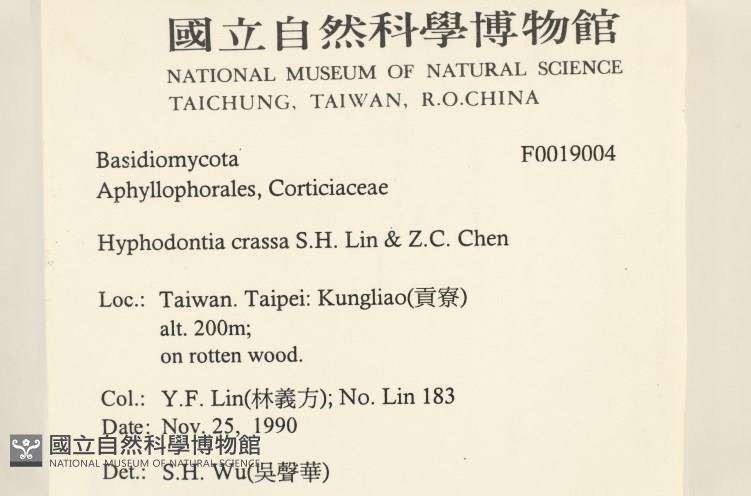 國立自然科學博物館
NATIONAL MUSEUM OF NATURAL SCIENCE
TAICHUNG, TAIWAN, R.O.CHINA
Basidiomycota F0019004
Aphyllophorales, Corticiaceae
Hyphodontia crassa S.H. Lin & Z.C. Chen
Loc.: Taiwan. Taipei: Kungliao(貢寮)
alt. 200m;
on rotten wood.
Col.: Y.F. Lin(林義方); No. Lin 183
Date: Nov. 25, 1990
國立自然科學博物館
NATIONAL MUSEUM OF NATURAL SCIENCE
Det.: S.H. Wu(吳聲華)